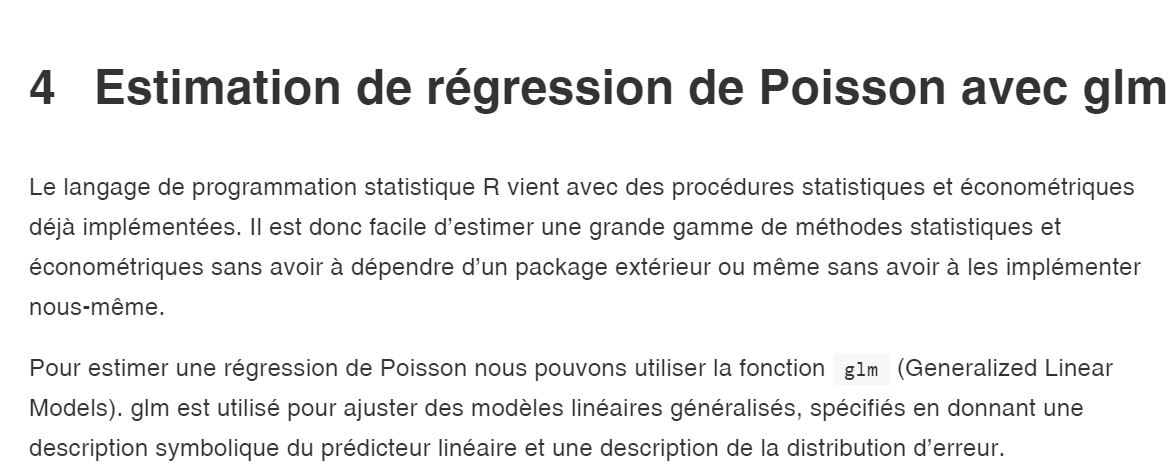 4 Estimation de régression de Poisson avec glm
Le langage de programmation statistique R vient avec des procédures statistiques et économétriques
déjà implémentées. Il est donc facile d’estimer une grande gamme de méthodes statistiques et
économétriques sans avoir à dépendre d’un package extérieur ou même sans avoir à les implémenter
nous-même.
Pour estimer une régression de Poisson nous pouvons utiliser la fonction glm (Generalized Linear
Models). glm est utilisé pour ajuster des modèles linéaires généralisés, spécifiés en donnant une
description symbolique du prédicteur linéaire et une description de la distribution d’erreur.